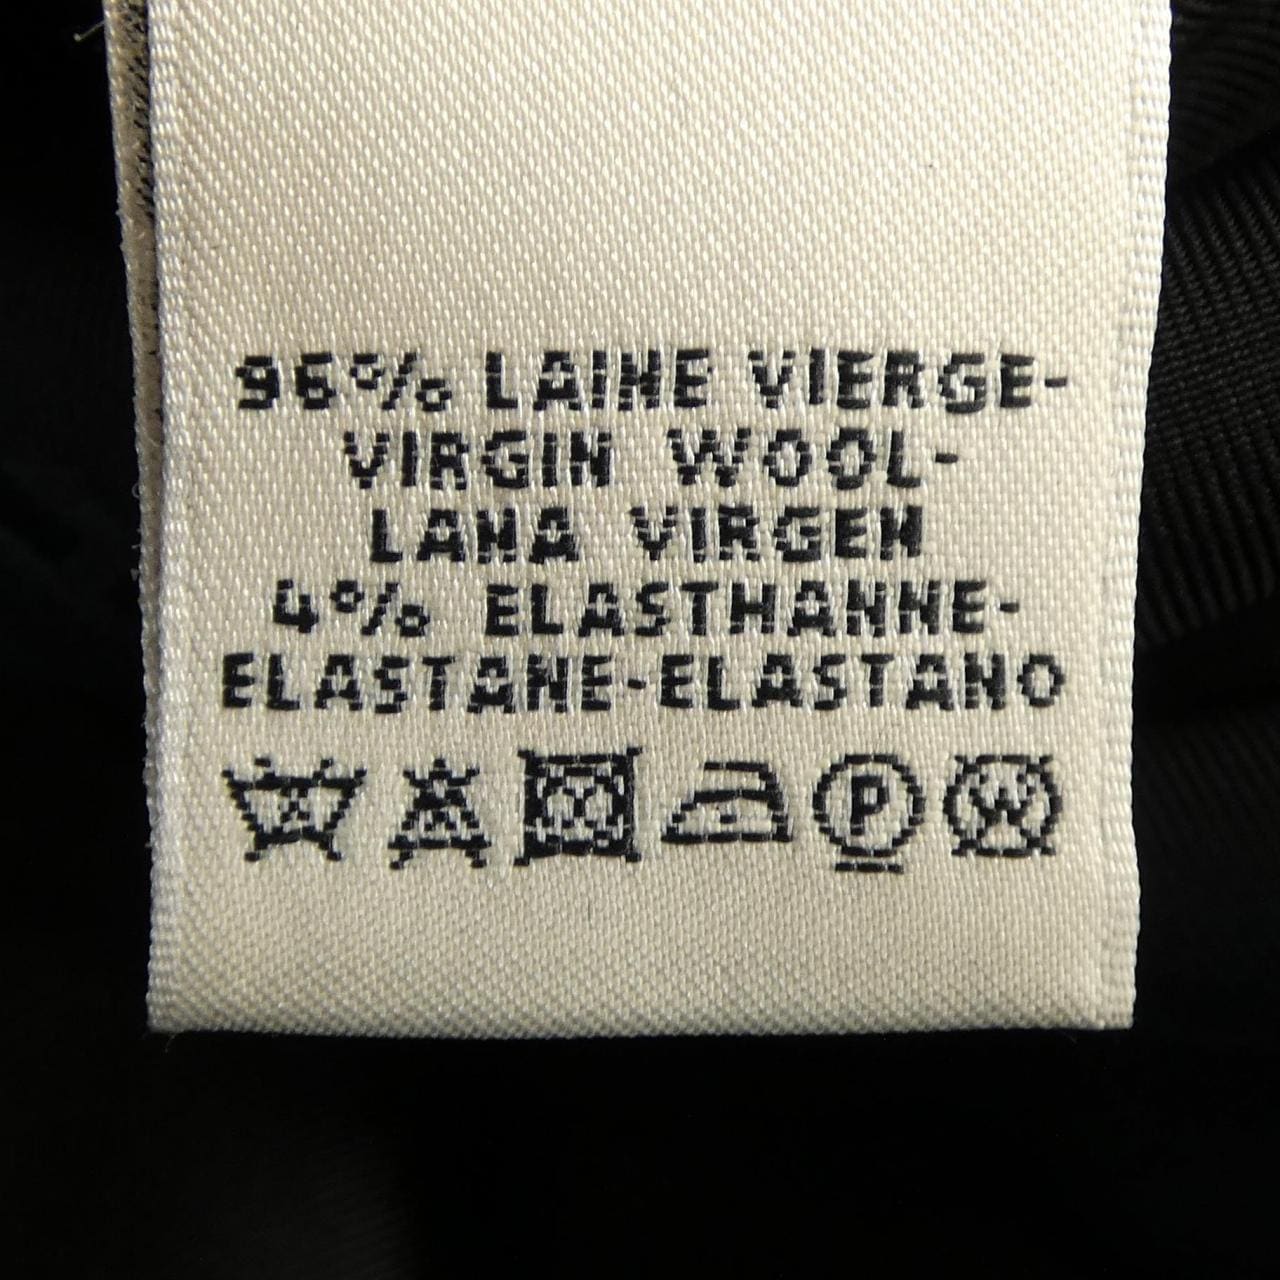 96% LAINE VIERGE-
VIRGIN WOOL-
LANA VIRGEN
4% ELASTHANNE-
ELASTANE-ELASTANO
P W